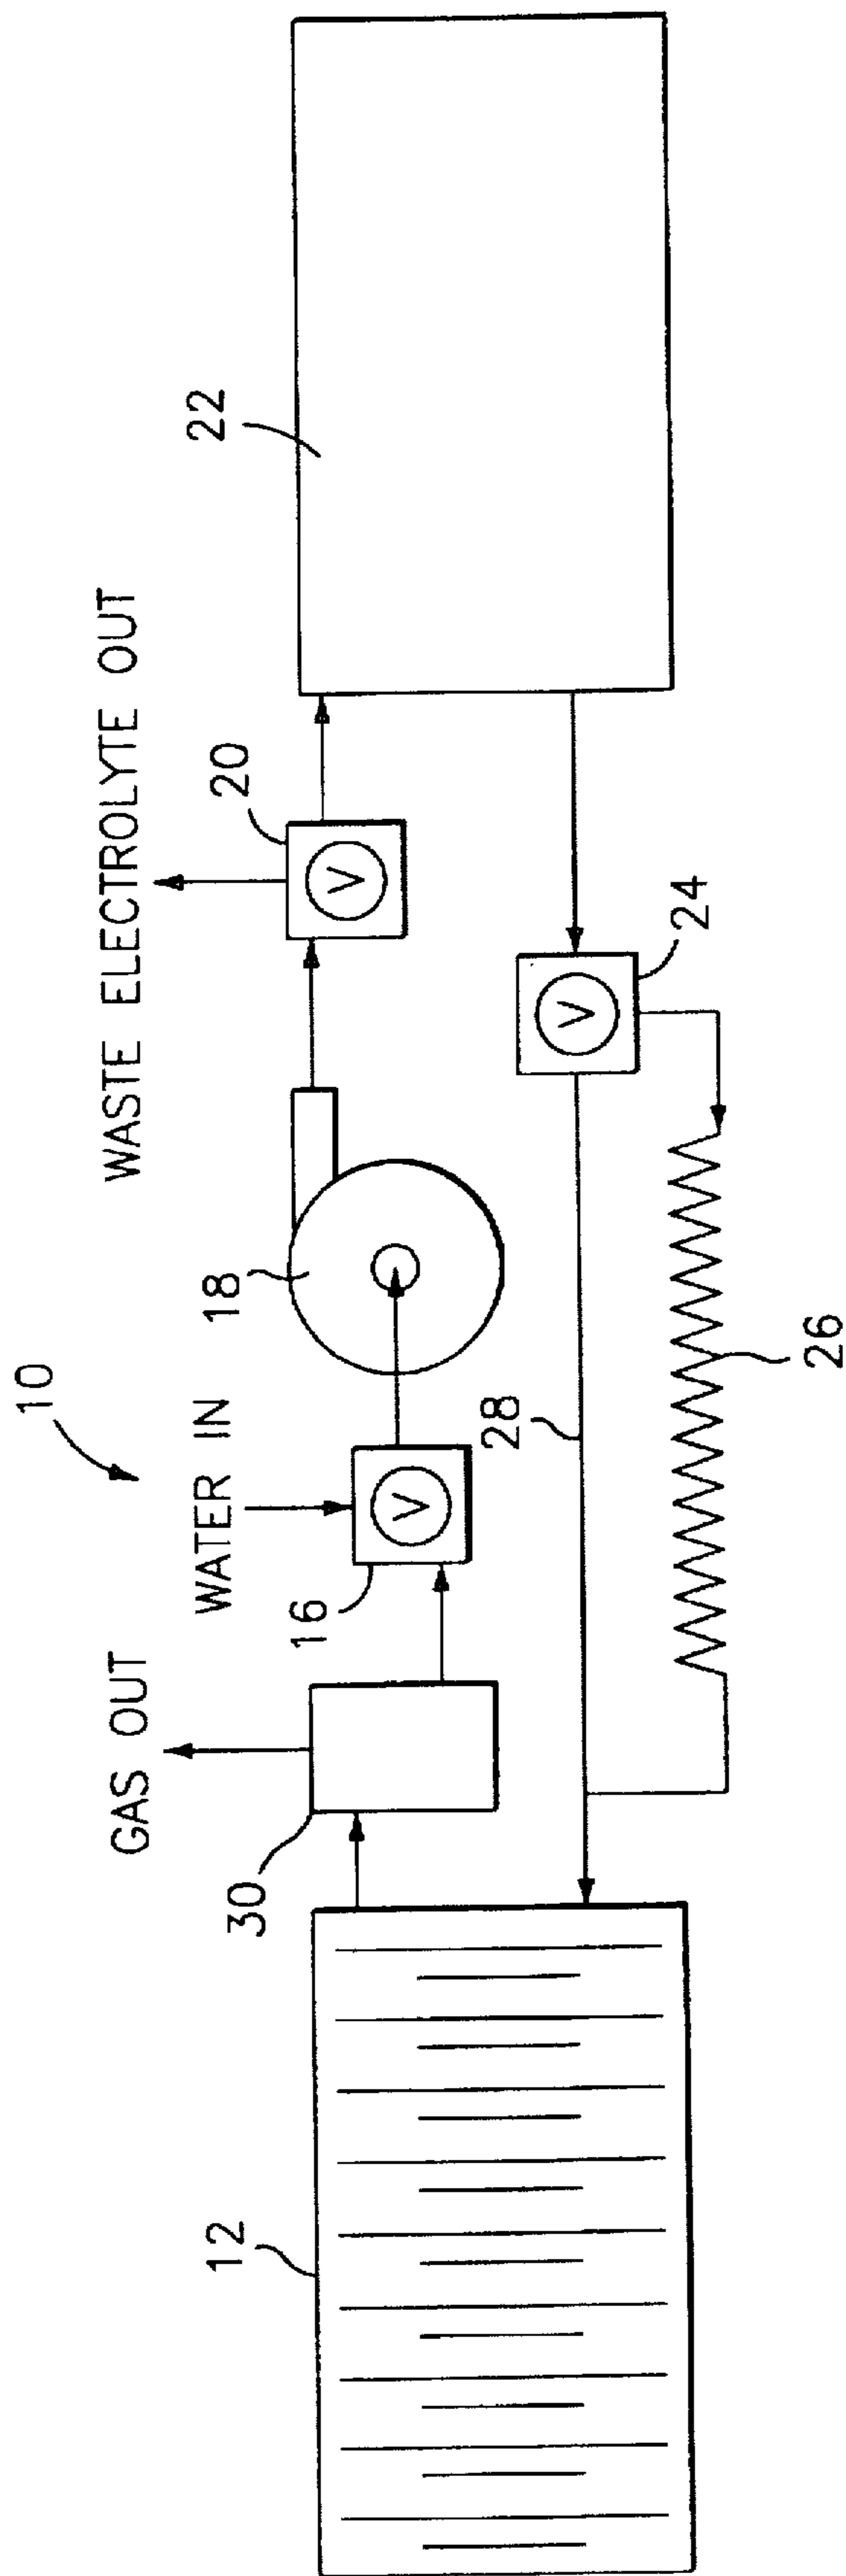 10
GAS OUT
WATER IN
WASTE ELECTROLYTE OUT
12
30
16
V
18
20
V
22
28
V
24
26